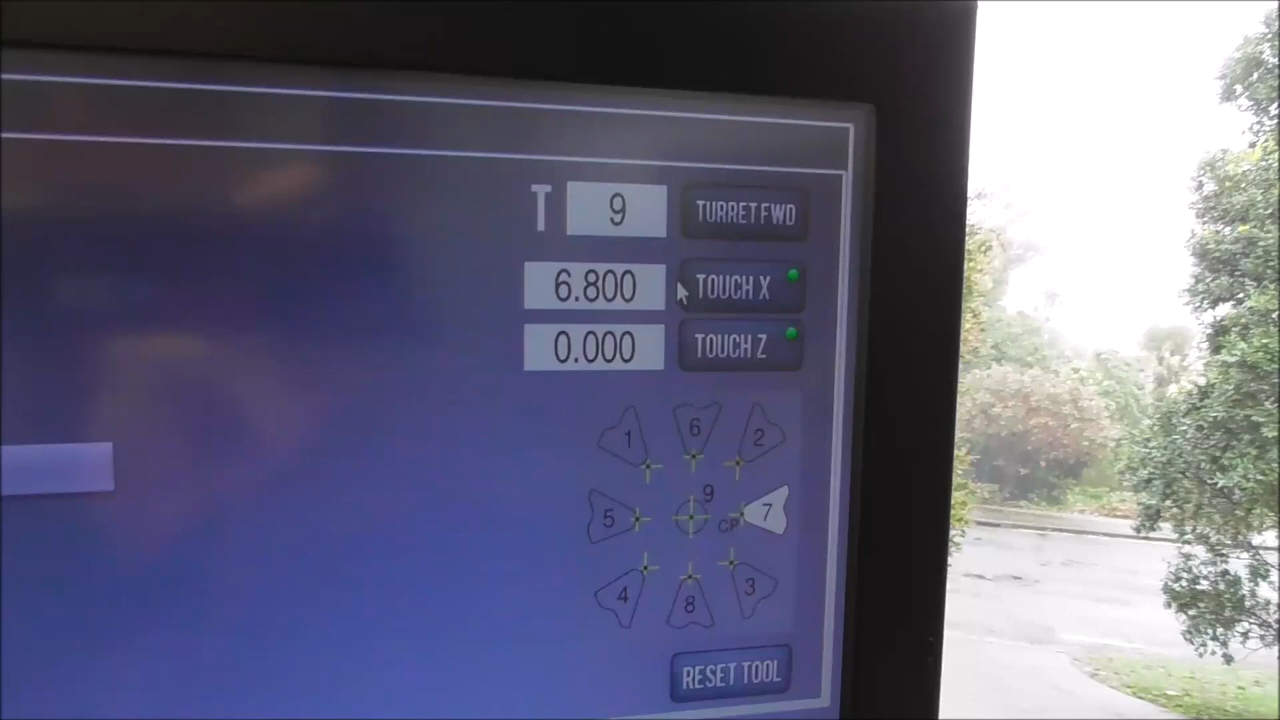 T 9 TURRET FWD
6.800 TOUCH X
0.000 TOUCH Z
1 6 2
5 9 CP 7
4 8 3
RESET TOOL